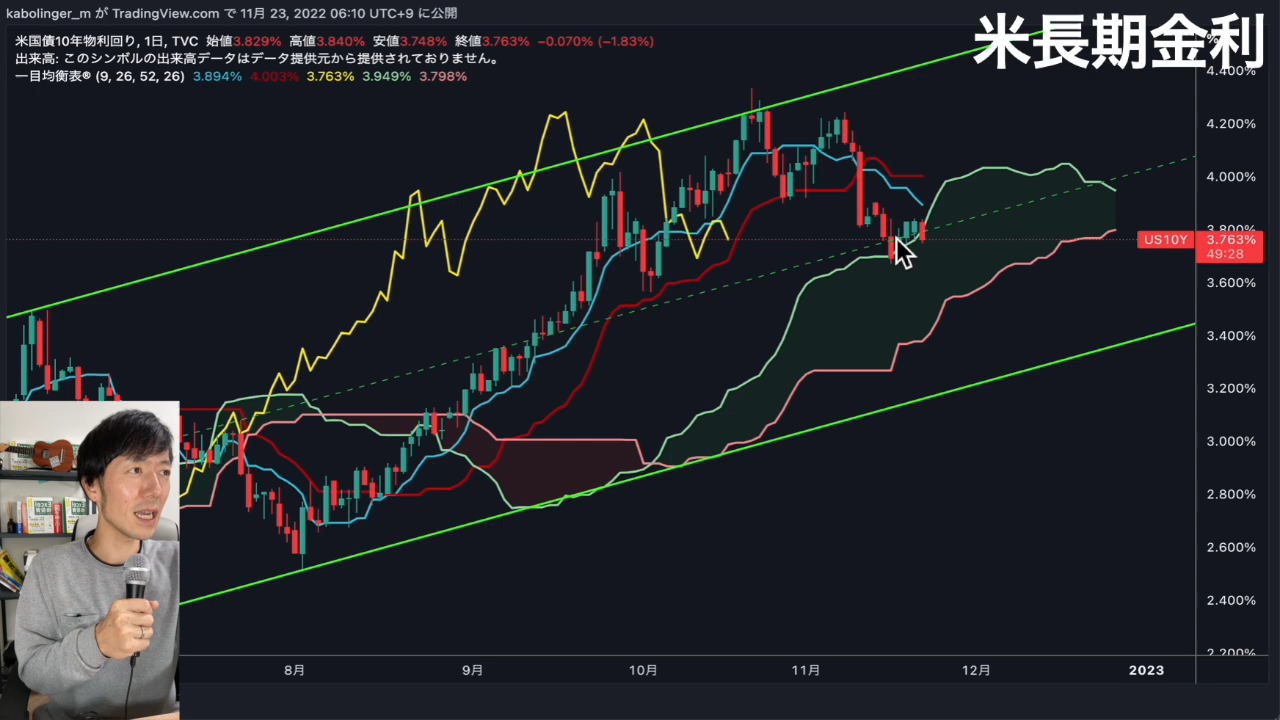 kabolinger_m が TradingView.com で 11月 23, 2022 06:10 UTC+9 に公開
米長期金利
米国債10年物利回り, 1日, TVC 始値3.829% 高値3.840% 安値3.748% 終値3.763% −0.070% (−1.83%)
出来高: このシンボルの出来高データはデータ提供元から提供されておりません。
一目均衡表® (9, 26, 52, 26) 3.894% 4.003% 3.763% 3.949% 3.798%
4.400%
4.200%
4.000%
3.800%
US10Y 3.763%
49:28
3.600%
3.400%
3.200%
3.000%
2.800%
2.600%
2.400%
2.200%
8月 9月 10月 11月 12月 2023